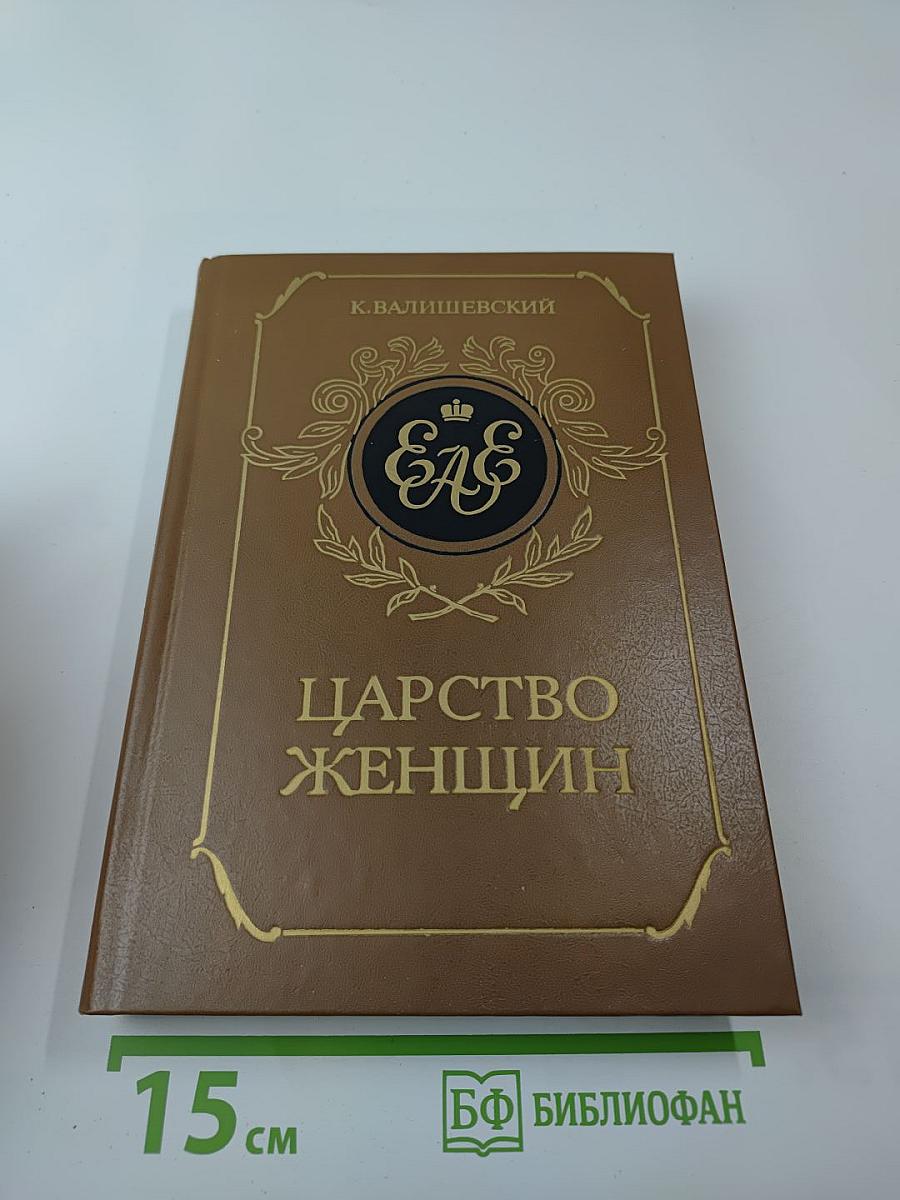 К. ВАЛИШЕВСКИЙ
ЕАЕ
ЦАРСТВО
ЖЕНЩИН
15 см
БФ БИБЛИОФАН